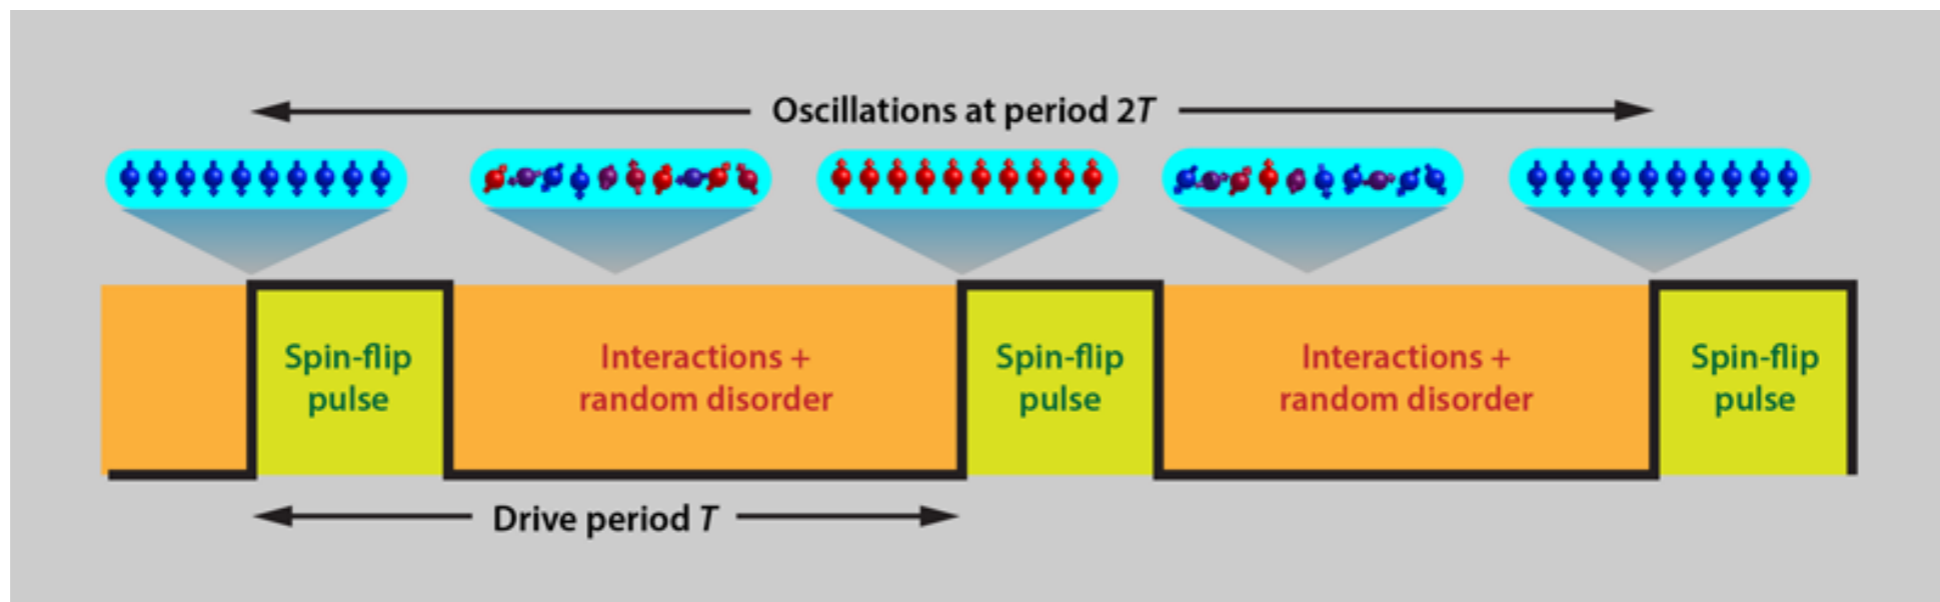 Oscillations at period 2T
Spin-flip
pulse
Interactions +
random disorder
Spin-flip
pulse
Interactions +
random disorder
Spin-flip
pulse
Drive period T